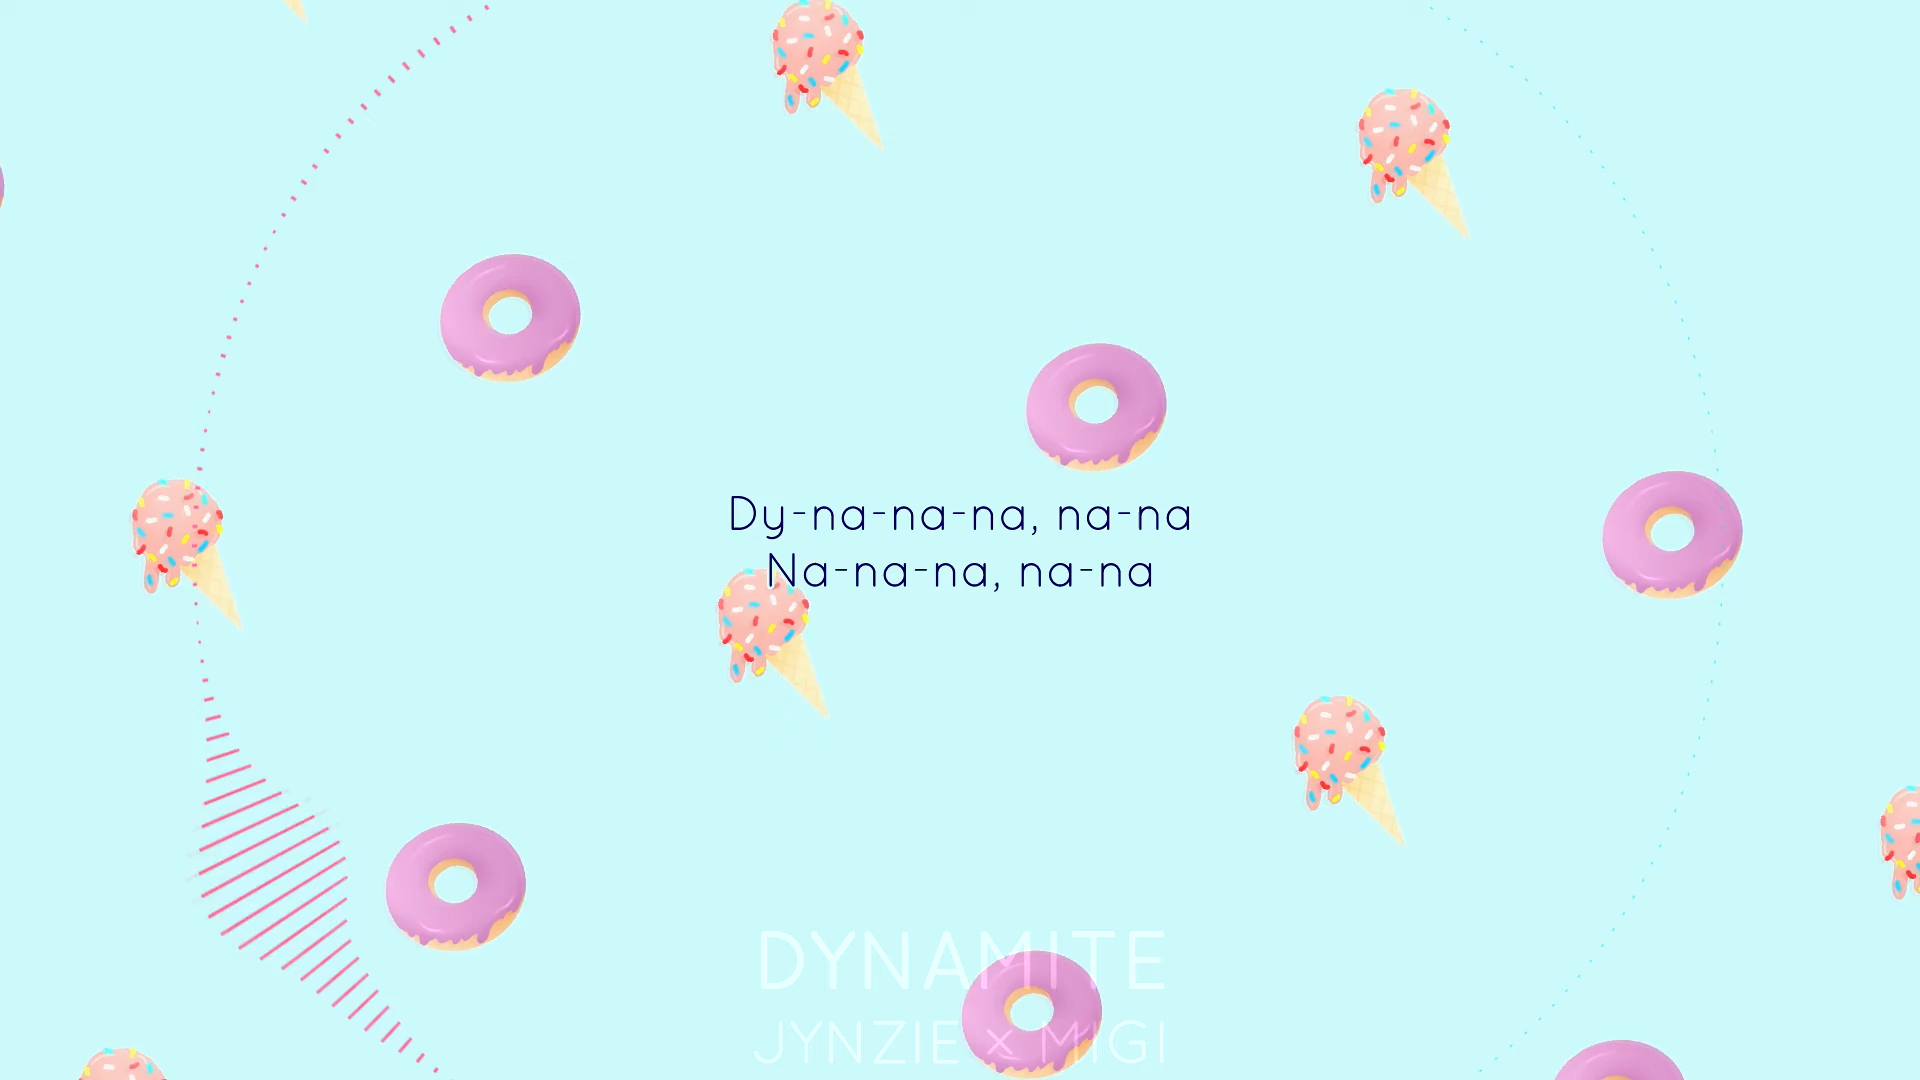 Dy-na-na-na, na-na
Na-na-na, na-na
DYNAMITE
JYNZIE × MIGI